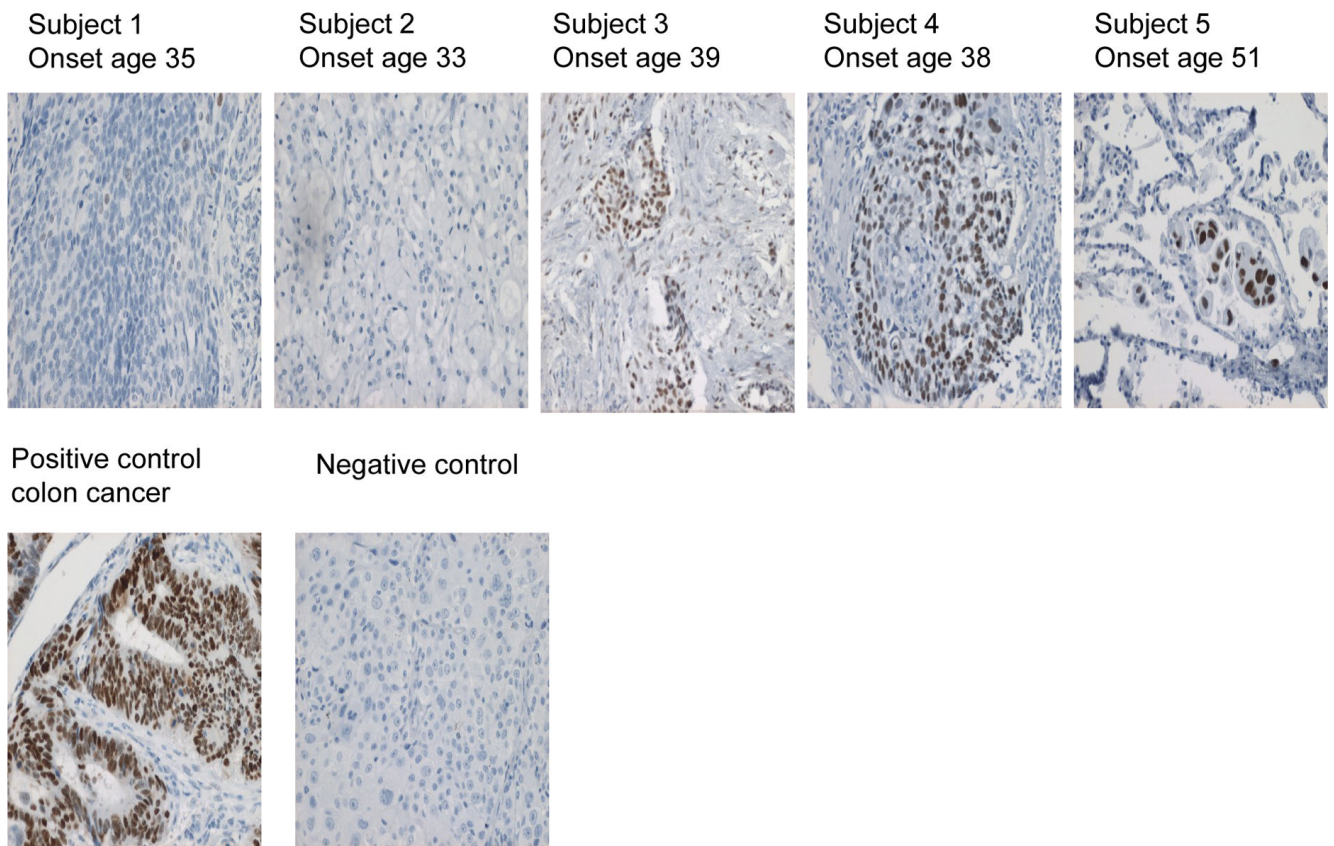 Subject 1
Onset age 35
Subject 2
Onset age 33
Subject 3
Onset age 39
Subject 4
Onset age 38
Subject 5
Onset age 51
Positive control
colon cancer
Negative control